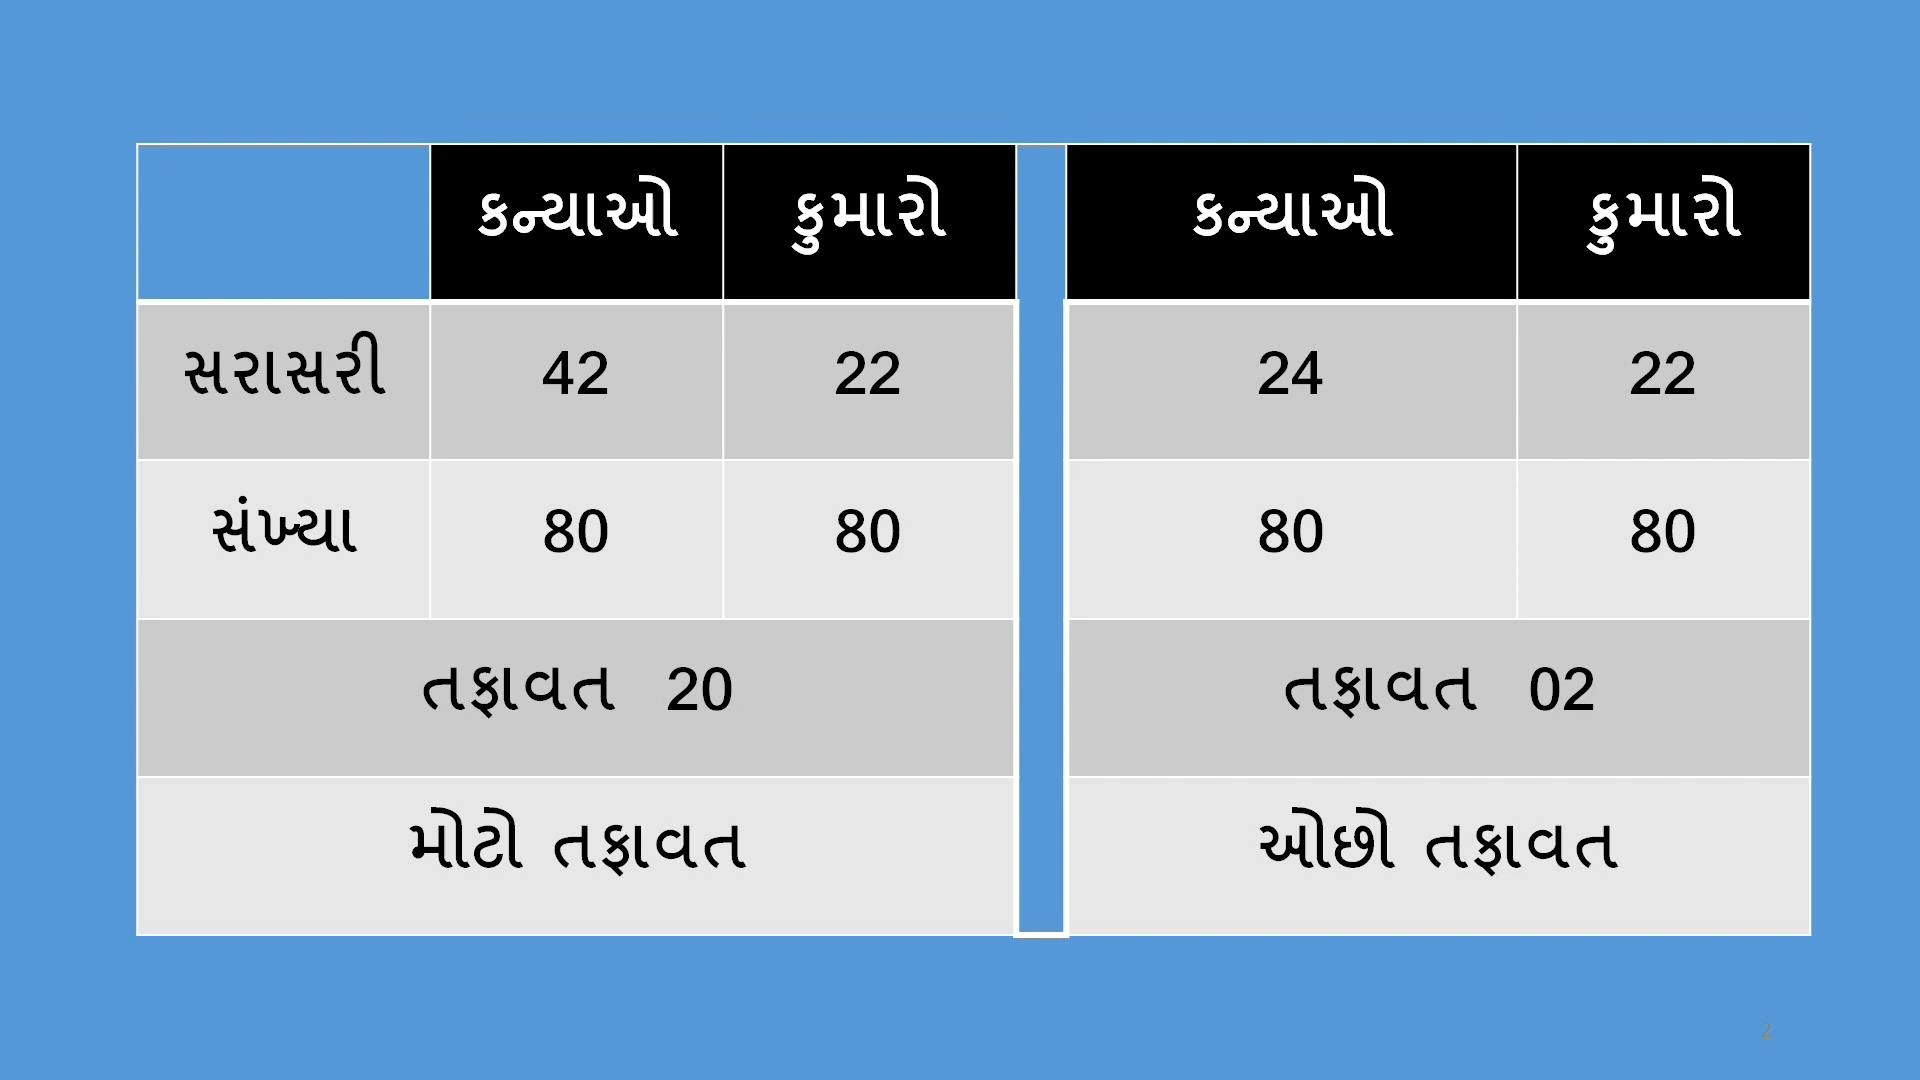 કન્યાઓ કુમારો કન્યાઓ કુમારો
સરાસરી 42 22 24 22
સંખ્યા 80 80 80 80
તફાવત 20 તફાવત 02
મોટો તફાવત ઓછો તફાવત
2